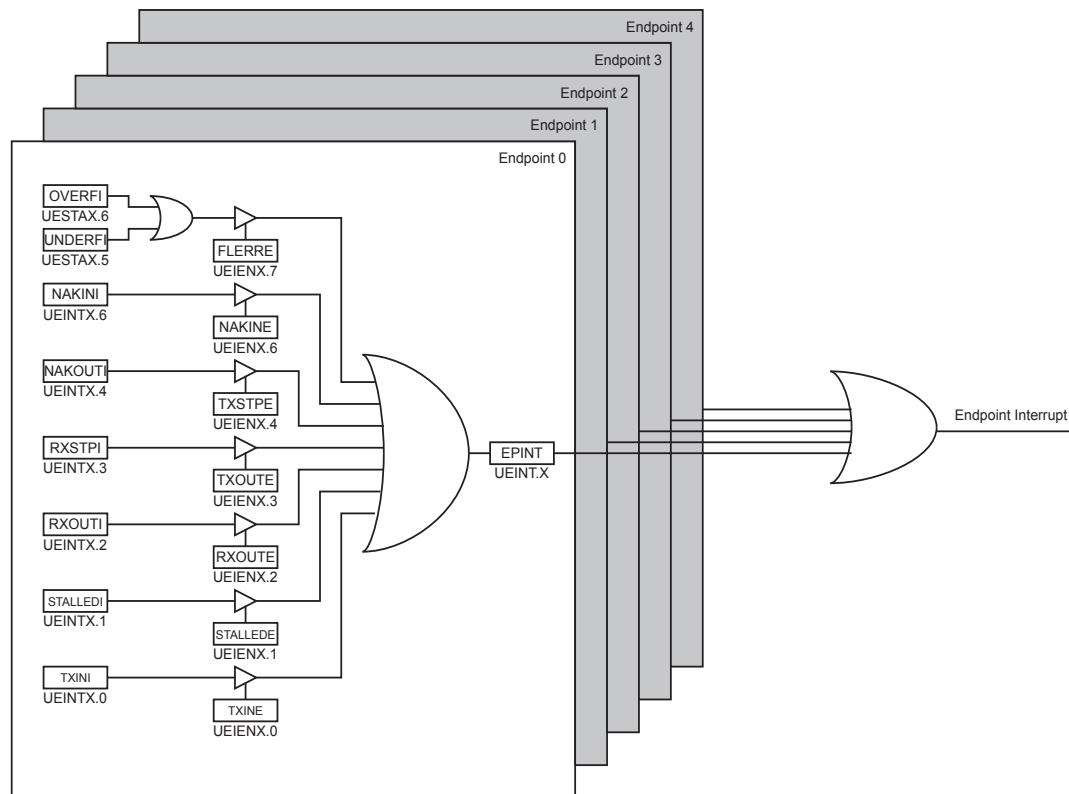 Endpoint 4
Endpoint 3
Endpoint 2
Endpoint 1
Endpoint 0
OVERFI
UESTAX.6
UNDERFI
UESTAX.5
FLERRE
UEIENX.7
NAKINI
UEINTX.6
NAKINE
UEIENX.6
NAKOUTI
UEINTX.4
TXSTPE
UEIENX.4
RXSTPI
UEINTX.3
TXOUTE
UEIENX.3
RXOUTI
UEINTX.2
RXOUTE
UEIENX.2
STALLEDI
UEINTX.1
STALLEDE
UEIENX.1
TXINI
UEINTX.0
TXINE
UEIENX.0
EPINT
UEINT.X
Endpoint Interrupt